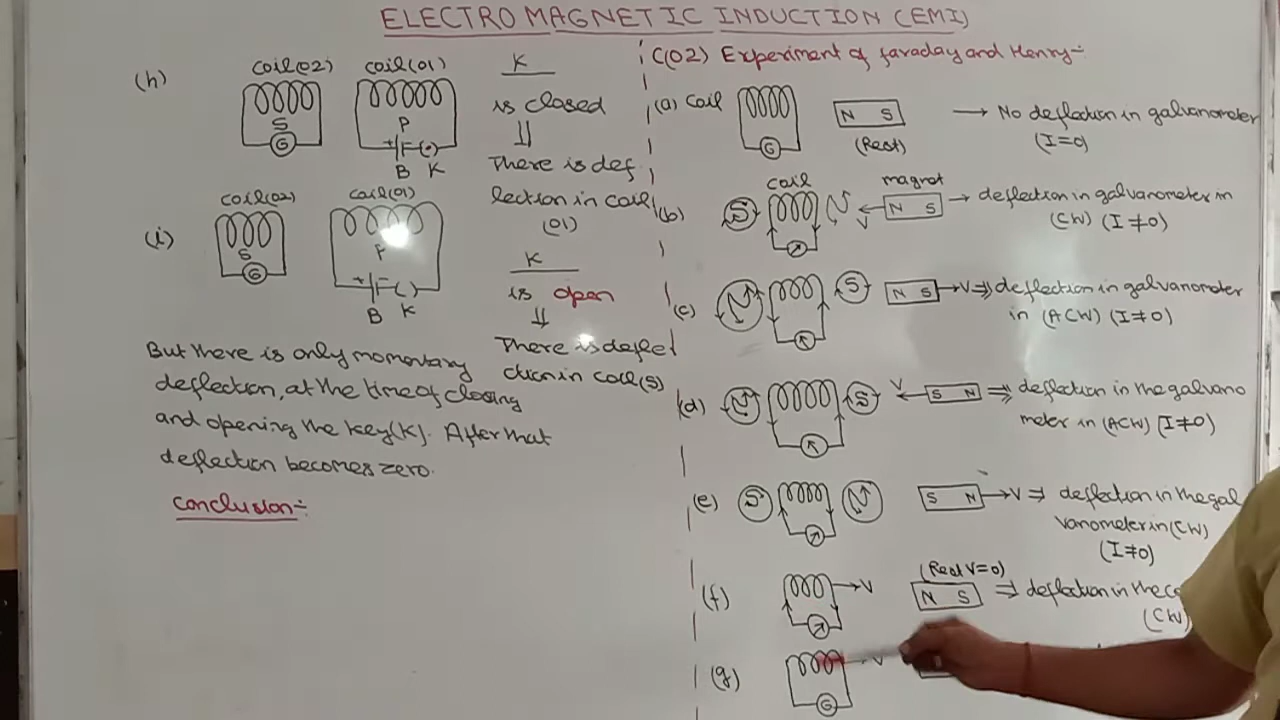 ELECTRO MAGNETIC INDUCTION (EMI)
(h)
coil(02) coil(01)
S
G
P
B K
K
is closed
There is def
lection in coil
(01)
(i)
coil(02) coil(01)
S
G
P
B K
K
is open
There is deflet
ction in coil(S)
But there is only momentary
deflection, at the time of closing
and opening the key(K). After that
deflection becomes zero.
Conclusion:-
(02) Experiment of faraday and Henry:-
(a) Coil
G
N S
(Rest)
→ No deflection in galvanometer
(I=0)
(b)
S
coil
N
V
magnet
N S
→ deflection in galvanometer in
(CW) (I≠0)
(c)
N
S
N S
→V⇒ deflection in galvanometer
in (ACW) (I≠0)
(d)
N
S
V
S N
⇒ deflection in the galvano
meter in (ACW) (I≠0)
(e)
S
N
S N
→V⇒ deflection in the gal
vanometer in (CW)
(I≠0)
(f)
→V
(Rest V=0)
N S
⇒ deflection in the
(CW)
(g)
G
V